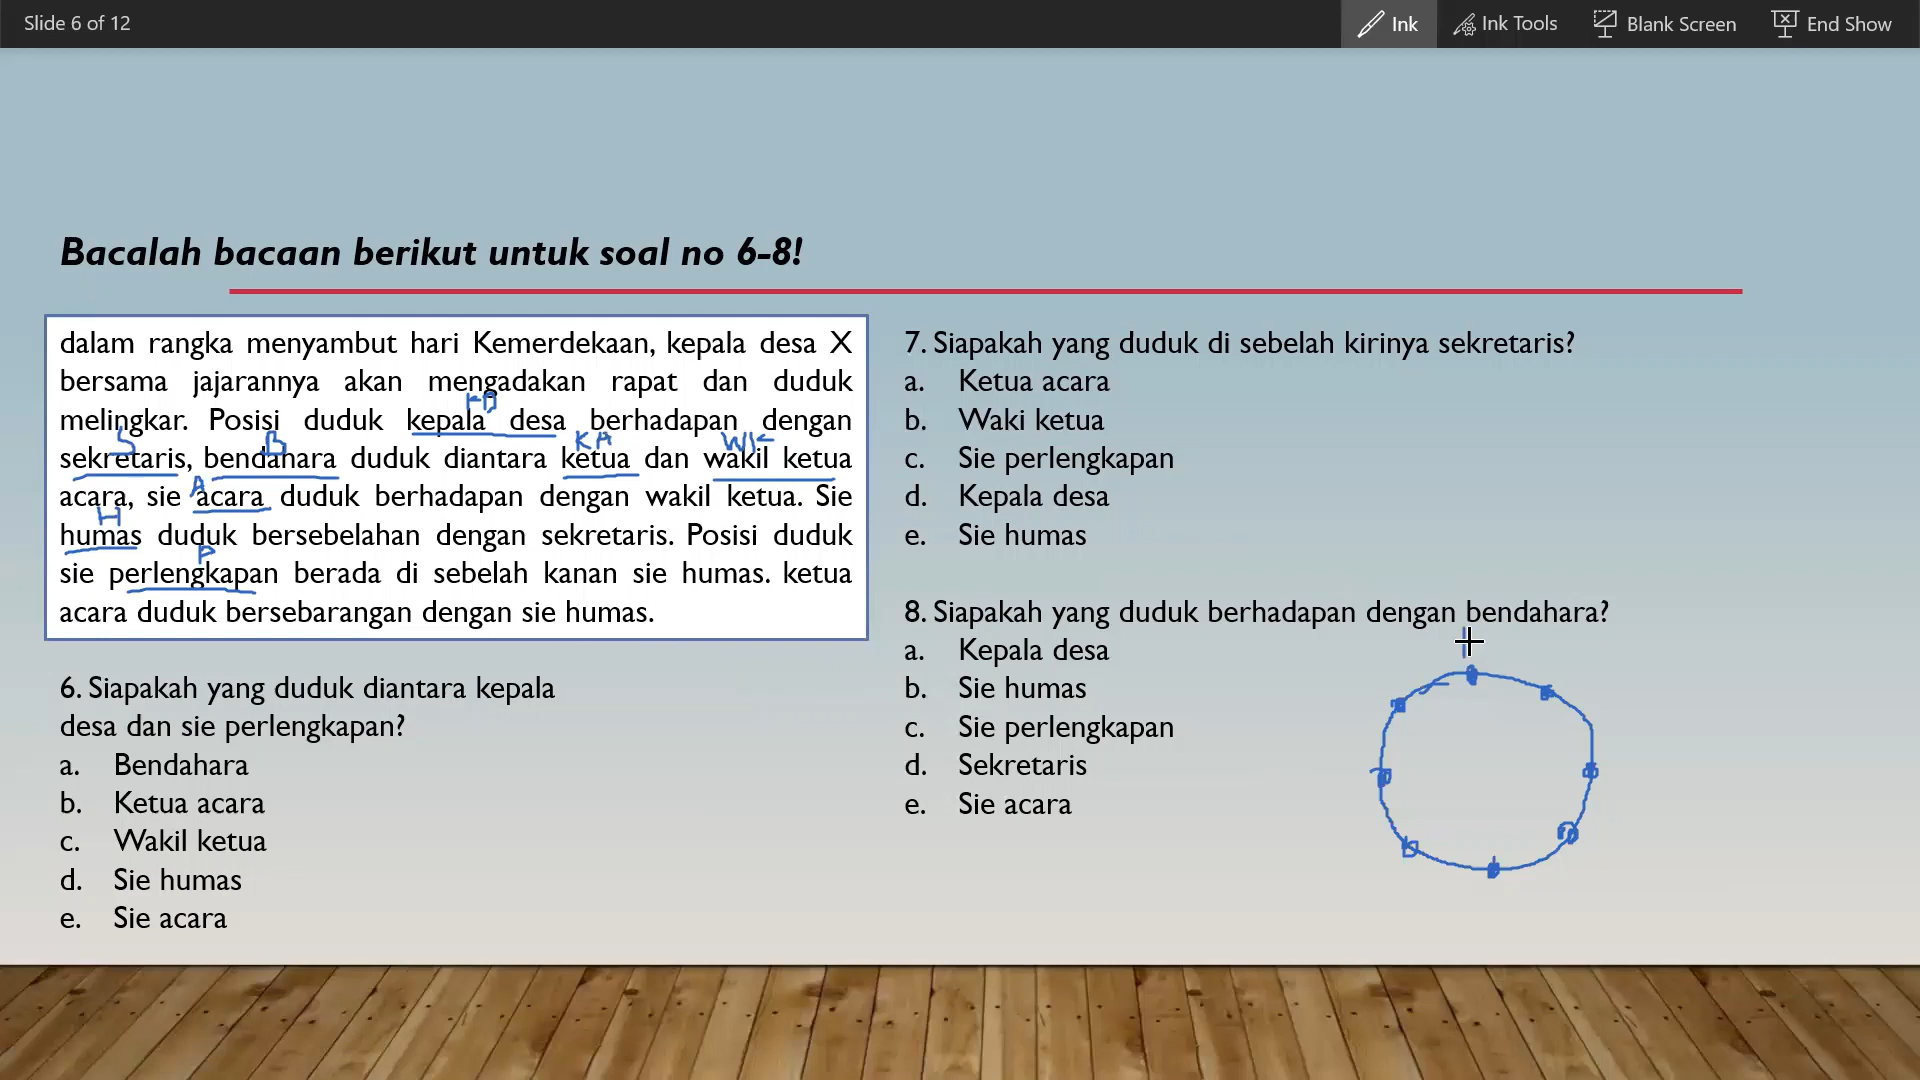 Slide 6 of 12
Ink
Ink Tools
Blank Screen
End Show
Bacalah bacaan berikut untuk soal no 6-8!
dalam rangka menyambut hari Kemerdekaan, kepala desa X
bersama jajarannya akan mengadakan rapat dan duduk
KD
melingkar. Posisi duduk kepala desa berhadapan dengan
S B KA WK
sekretaris, bendahara duduk diantara ketua dan wakil ketua
A
acara, sie acara duduk berhadapan dengan wakil ketua. Sie
H
humas duduk bersebelahan dengan sekretaris. Posisi duduk
P
sie perlengkapan berada di sebelah kanan sie humas. ketua
acara duduk bersebarangan dengan sie humas.
6. Siapakah yang duduk diantara kepala
desa dan sie perlengkapan?
a. Bendahara
b. Ketua acara
c. Wakil ketua
d. Sie humas
e. Sie acara
7. Siapakah yang duduk di sebelah kirinya sekretaris?
a. Ketua acara
b. Waki ketua
c. Sie perlengkapan
d. Kepala desa
e. Sie humas
8. Siapakah yang duduk berhadapan dengan bendahara?
a. Kepala desa
b. Sie humas
c. Sie perlengkapan
d. Sekretaris
e. Sie acara